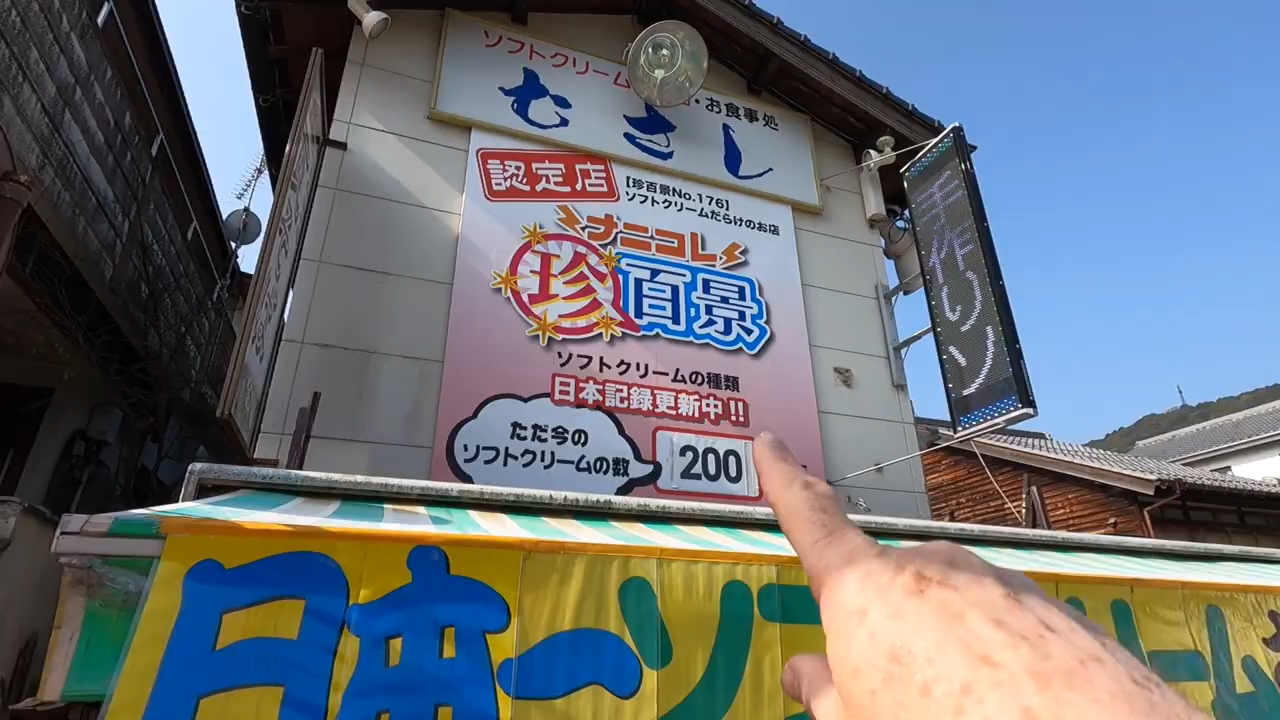 ソフトクリーム
・お食事処
むさし
認定店
【珍百景No.176】
ソフトクリームだらけのお店
ナニコレ
珍百景
ソフトクリームの種類
日本記録更新中!!
ただ今の
ソフトクリームの数
200
手作りソ
日本一ソフ